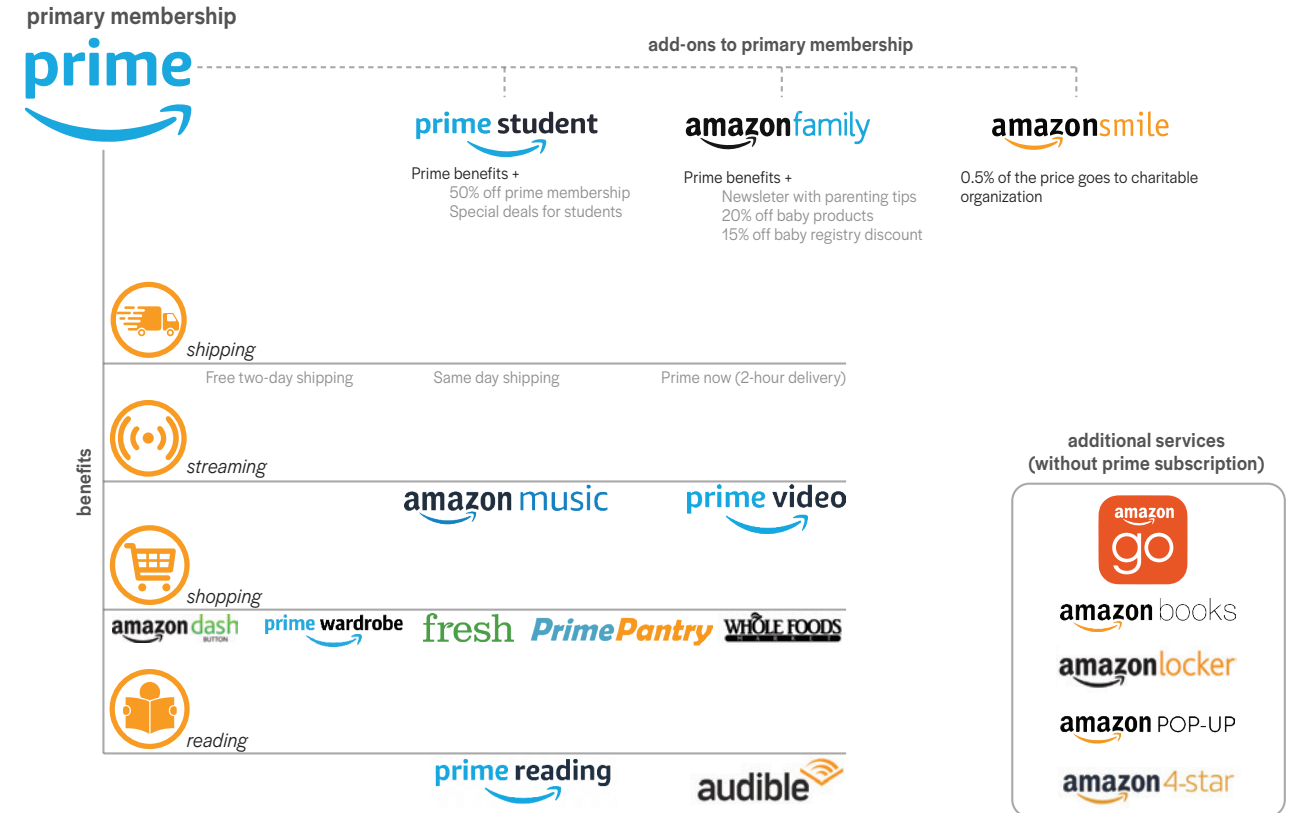 primary membership
prime
add-ons to primary membership
prime student
Prime benefits +
50% off prime membership
Special deals for students
amazonfamily
Prime benefits +
Newsleter with parenting tips
20% off baby products
15% off baby registry discount
amazonsmile
0.5% of the price goes to charitable
organization
benefits
shipping
Free two-day shipping
Same day shipping
Prime now (2-hour delivery)
streaming
amazon music
prime video
shopping
amazon dash
BUTTON
prime wardrobe
fresh
PrimePantry
WHOLE FOODS
MARKET
reading
prime reading
audible
additional services
(without prime subscription)
amazon
go
amazon books
amazonlocker
amazon POP-UP
amazon 4-star